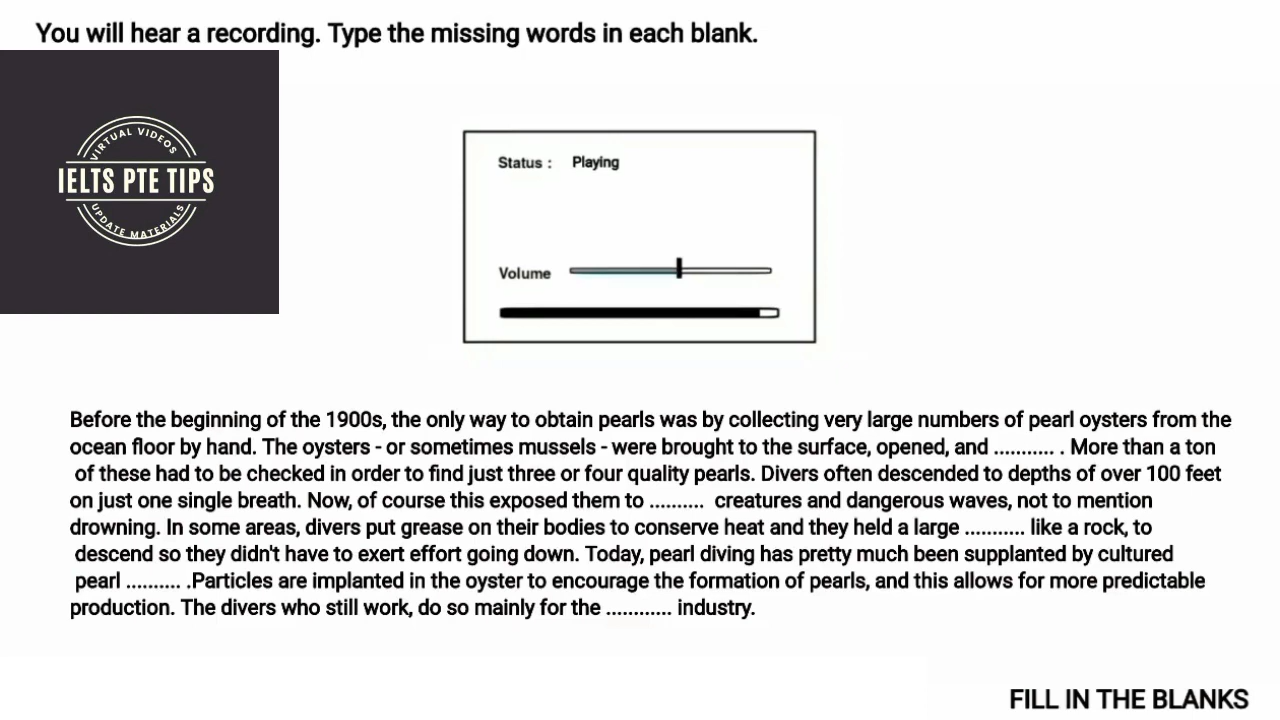 You will hear a recording. Type the missing words in each blank.
VIRTUAL VIDEOS
IELTS PTE TIPS
UPDATE MATERIALS
Status : Playing
Volume
Before the beginning of the 1900s, the only way to obtain pearls was by collecting very large numbers of pearl oysters from the
ocean floor by hand. The oysters - or sometimes mussels - were brought to the surface, opened, and ........... . More than a ton
of these had to be checked in order to find just three or four quality pearls. Divers often descended to depths of over 100 feet
on just one single breath. Now, of course this exposed them to .......... creatures and dangerous waves, not to mention
drowning. In some areas, divers put grease on their bodies to conserve heat and they held a large ........... like a rock, to
descend so they didn't have to exert effort going down. Today, pearl diving has pretty much been supplanted by cultured
pearl .......... .Particles are implanted in the oyster to encourage the formation of pearls, and this allows for more predictable
production. The divers who still work, do so mainly for the ............ industry.
FILL IN THE BLANKS